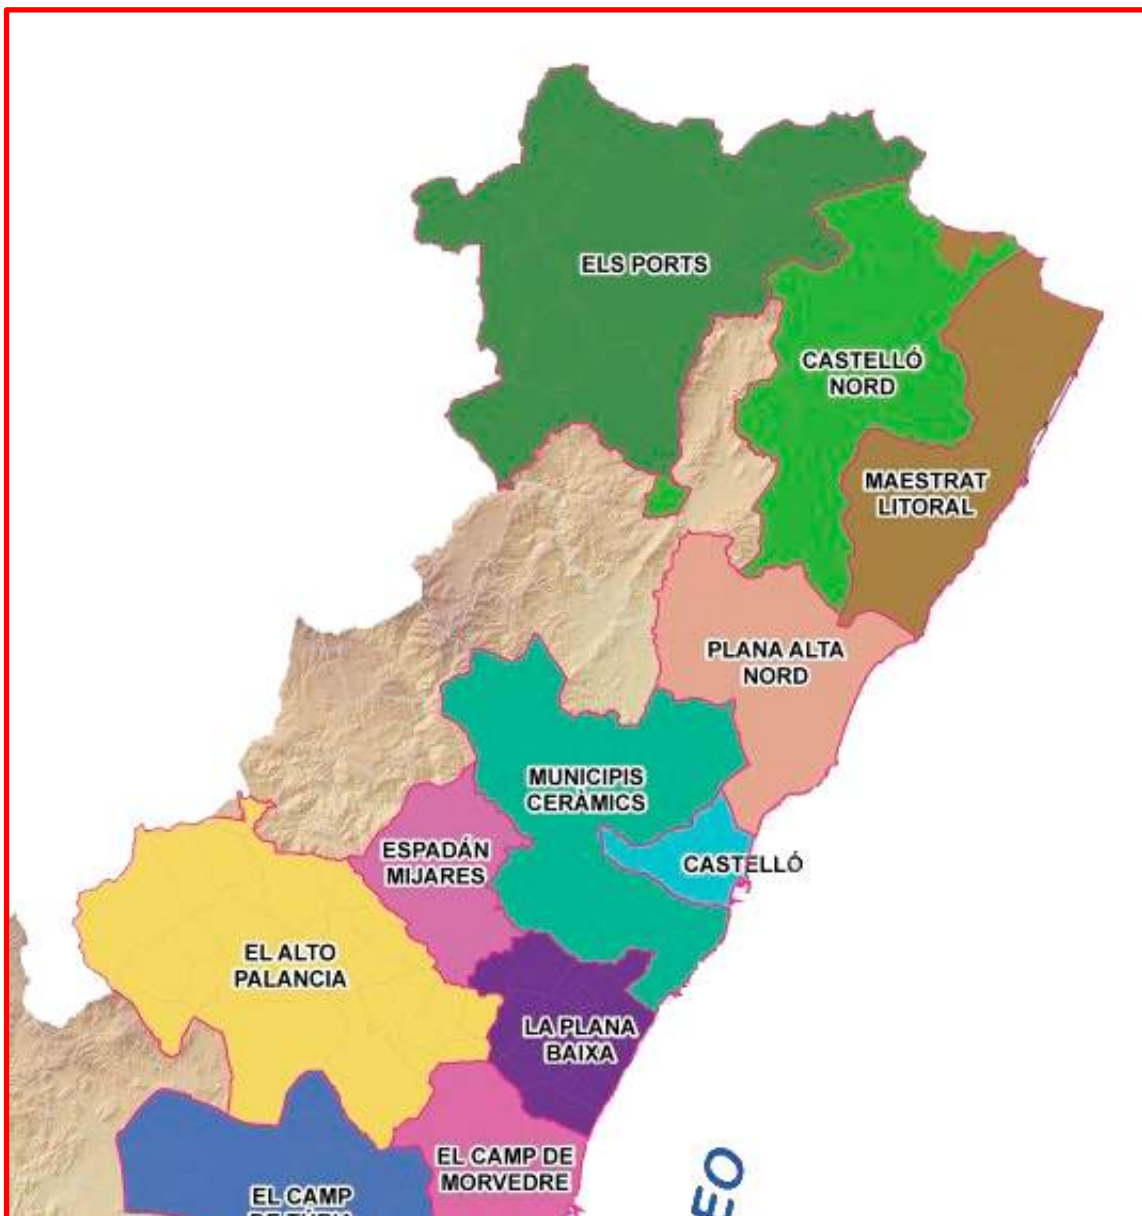 ELS PORTS
CASTELLÓ
NORD
MAESTRAT
LITORAL
PLANA ALTA
NORD
MUNICIPIS
CERÀMICS
ESPADÁN
MIJARES
CASTELLÓ
EL ALTO
PALANCIA
LA PLANA
BAIXA
EL CAMP DE
MORVEDRE
EL CAMP
EO